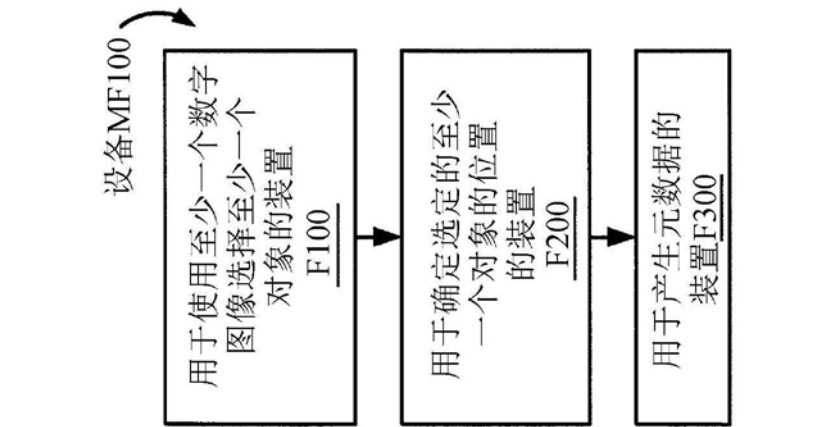 设备MF100
用于使用至少一个数字
图像选择至少一个
对象的装置
F100
用于确定选定的至少
一个对象的位置
的装置
F200
用于产生元数据的
装置F300